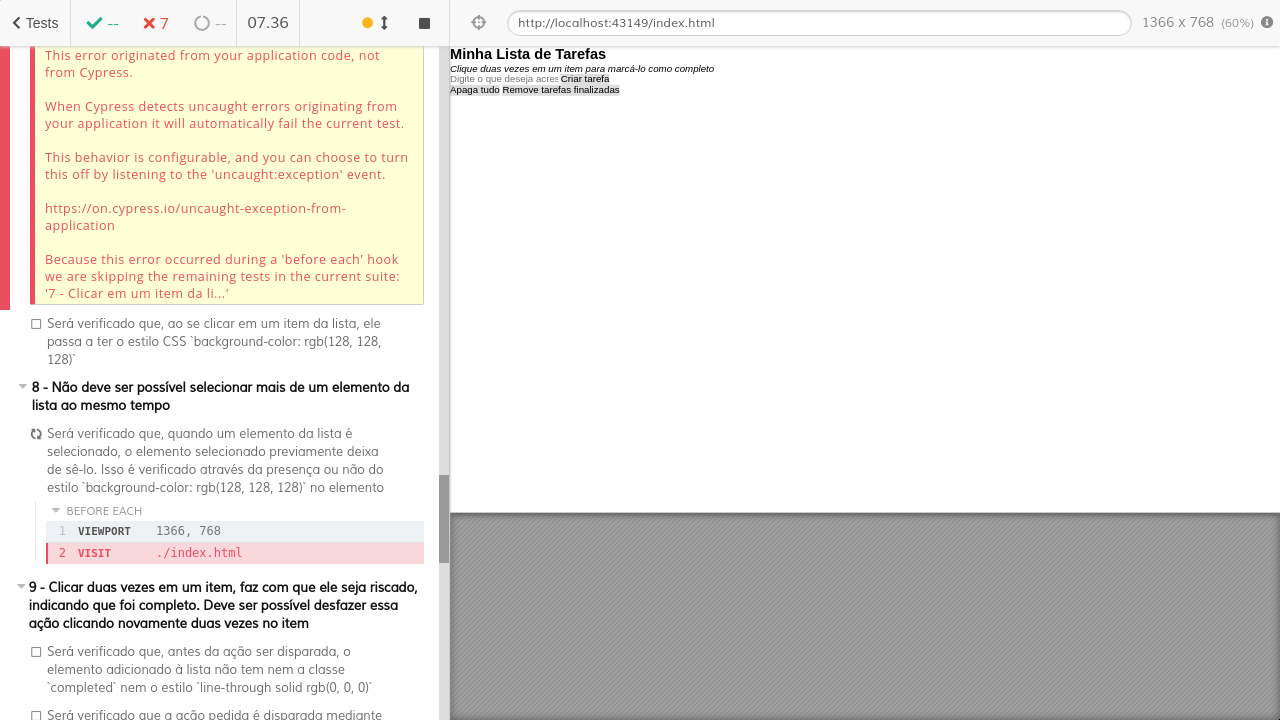 Tests
--
7
--
07.36
http://localhost:43149/index.html
1366 x 768 (60%)
This error originated from your application code, not
from Cypress.
When Cypress detects uncaught errors originating from
your application it will automatically fail the current test.
This behavior is configurable, and you can choose to turn
this off by listening to the 'uncaught:exception' event.
https://on.cypress.io/uncaught-exception-from-
application
Because this error occurred during a 'before each' hook
we are skipping the remaining tests in the current suite:
'7 - Clicar em um item da li...'
Será verificado que, ao se clicar em um item da lista, ele
passa a ter o estilo CSS `background-color: rgb(128, 128,
128)`
8 - Não deve ser possível selecionar mais de um elemento da
lista ao mesmo tempo
Será verificado que, quando um elemento da lista é
selecionado, o elemento selecionado previamente deixa
de sê-lo. Isso é verificado através da presença ou não do
estilo `background-color: rgb(128, 128, 128)` no elemento
BEFORE EACH
1 VIEWPORT 1366, 768
2 VISIT ./index.html
9 - Clicar duas vezes em um item, faz com que ele seja riscado,
indicando que foi completo. Deve ser possível desfazer essa
ação clicando novamente duas vezes no item
Será verificado que, antes da ação ser disparada, o
elemento adicionado à lista não tem nem a classe
`completed` nem o estilo `line-through solid rgb(0, 0, 0)`
Será verificado que a ação pedida é disparada mediante
Minha Lista de Tarefas
Clique duas vezes em um item para marcá-lo como completo
Digite o que deseja acres Criar tarefa
Apaga tudo Remove tarefas finalizadas